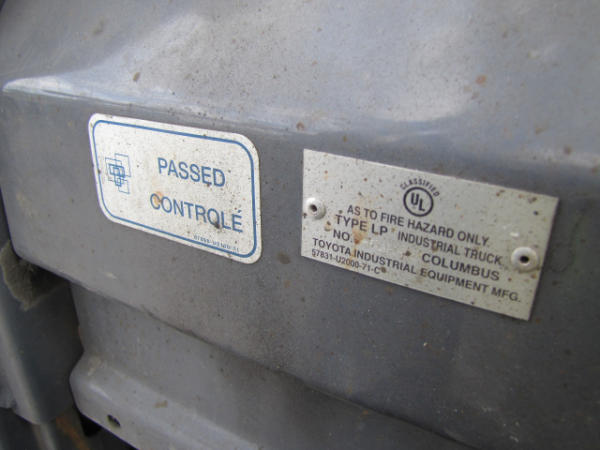 PASSED
CONTROLÉ
CLASSIFIED
UL
AS TO FIRE HAZARD ONLY.
TYPE LP INDUSTRIAL TRUCK
NO. COLUMBUS
TOYOTA INDUSTRIAL EQUIPMENT MFG.
57831-U2000-71-C